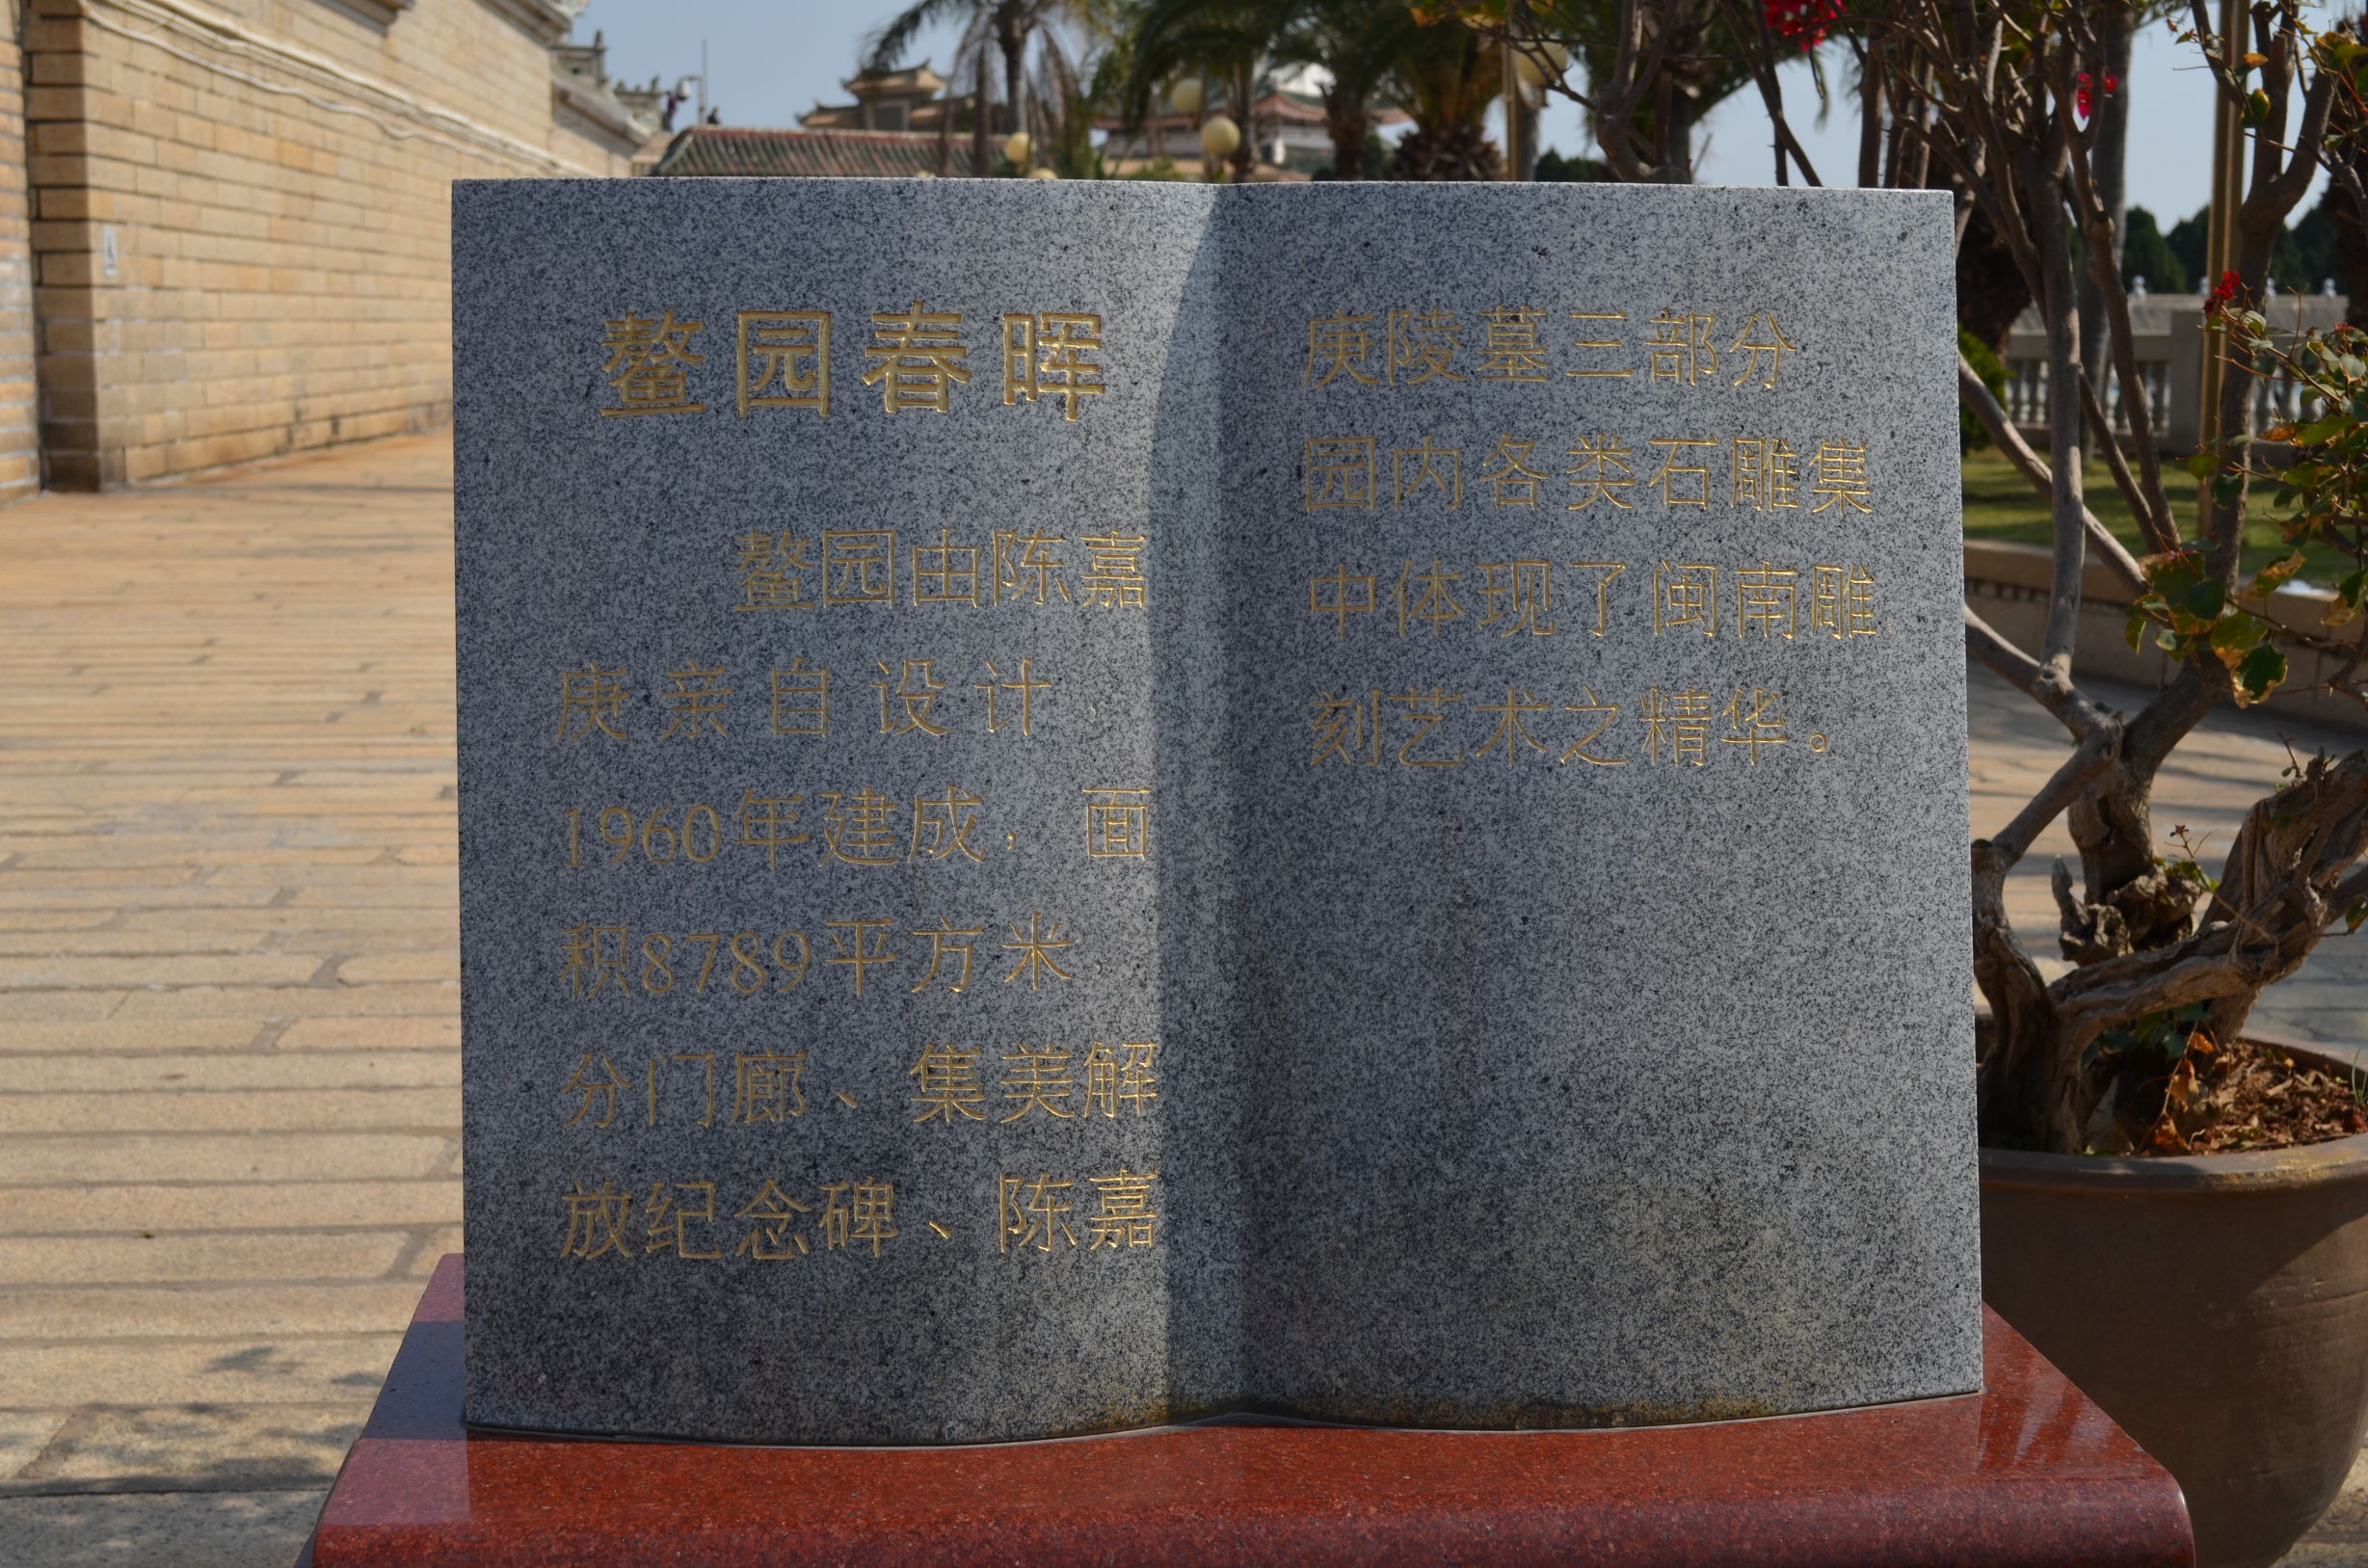 鳌园春晖
鳌园由陈嘉
庚亲自设计、
1960年建成，面
积8789平方米
分门廊、集美解
放纪念碑、陈嘉
庚陵墓三部分，
园内各类石雕集
中体现了闽南雕
刻艺术之精华。